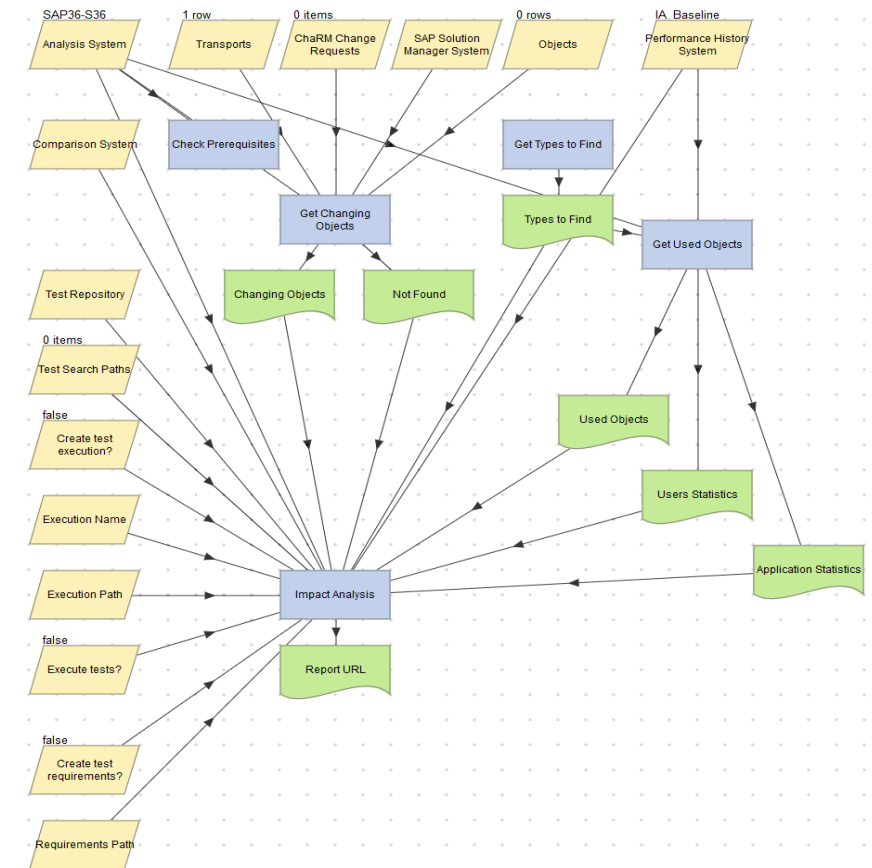 SAP36-S36
1 row
0 items
0 rows
IA_Baseline
Analysis System
Transports
ChaRM Change
Requests
SAP Solution
Manager System
Objects
Performance History
System
Comparison System
Check Prerequisites
Get Types to Find
Get Changing
Objects
Types to Find
Get Used Objects
Test Repository
Changing Objects
Not Found
0 items
Test Search Paths
false
Create test
execution?
Used Objects
Execution Name
Users Statistics
Execution Path
Impact Analysis
Application Statistics
false
Execute tests?
Report URL
false
Create test
requirements?
Requirements Path